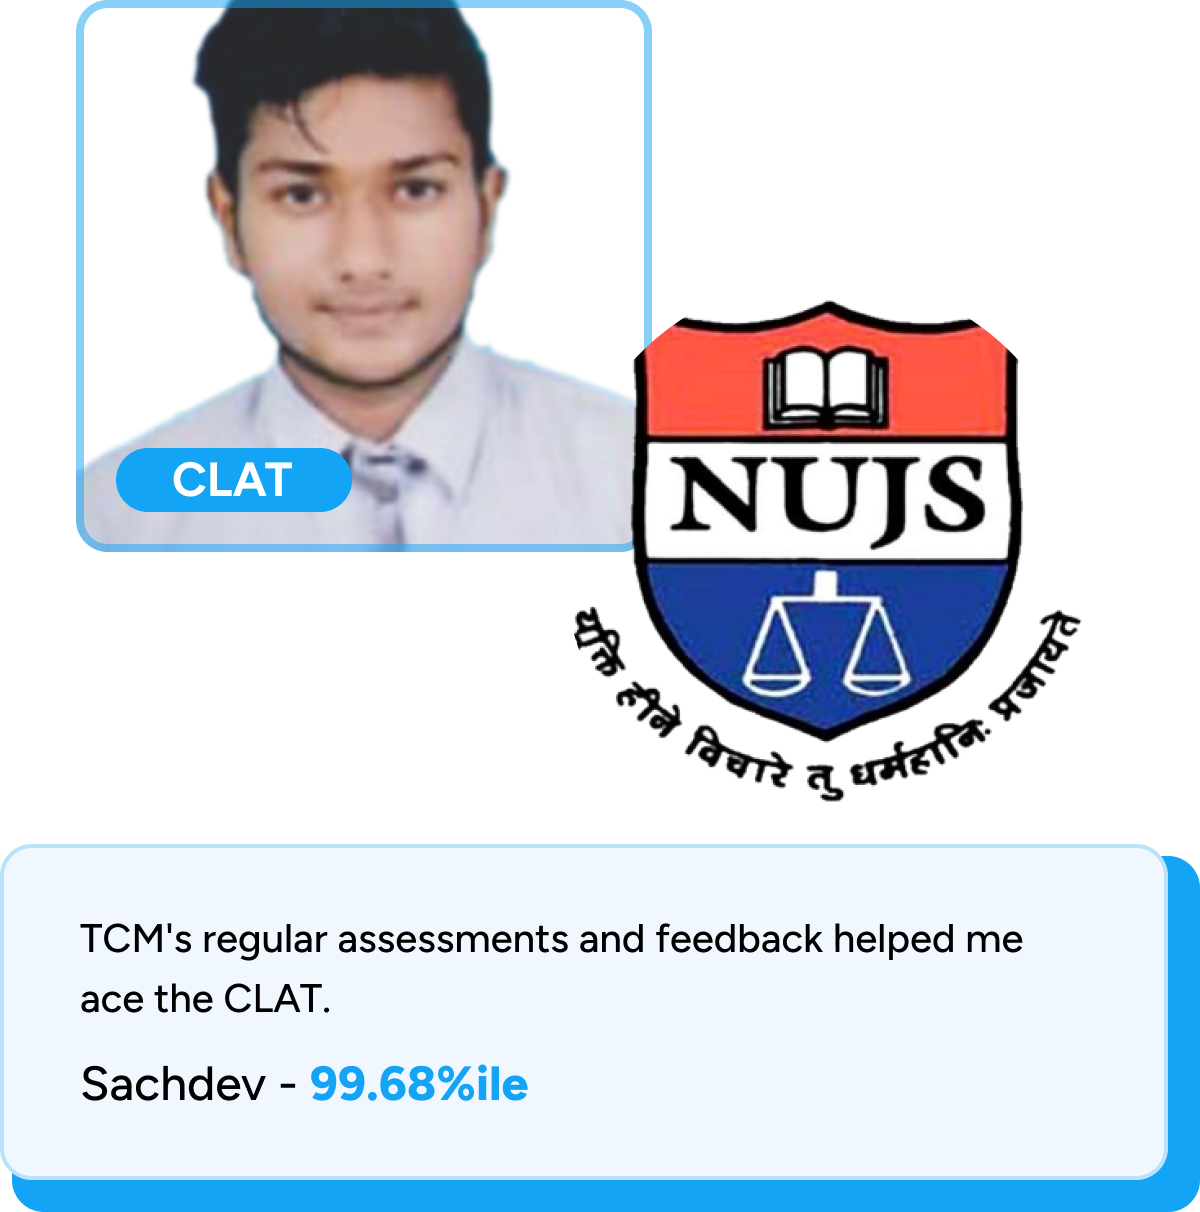 CLAT
NUJS
युक्ति हीने विचारे तु धर्महानिः प्रजायते
TCM's regular assessments and feedback helped me
ace the CLAT.
Sachdev - 99.68%ile